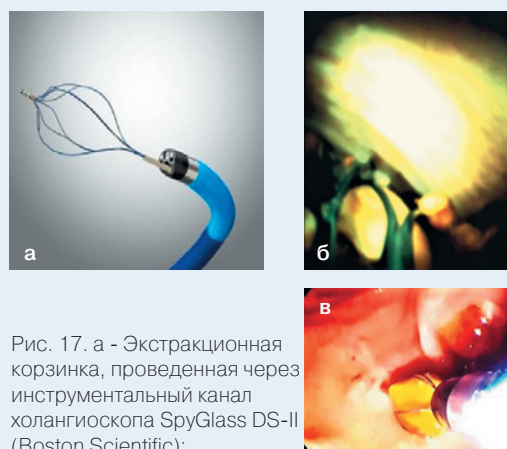 а
б
в
Рис. 17. а - Экстракционная
корзинка, проведенная через
инструментальный канал
холангиоскопа SpyGlass DS-II
(Boston Scientific);